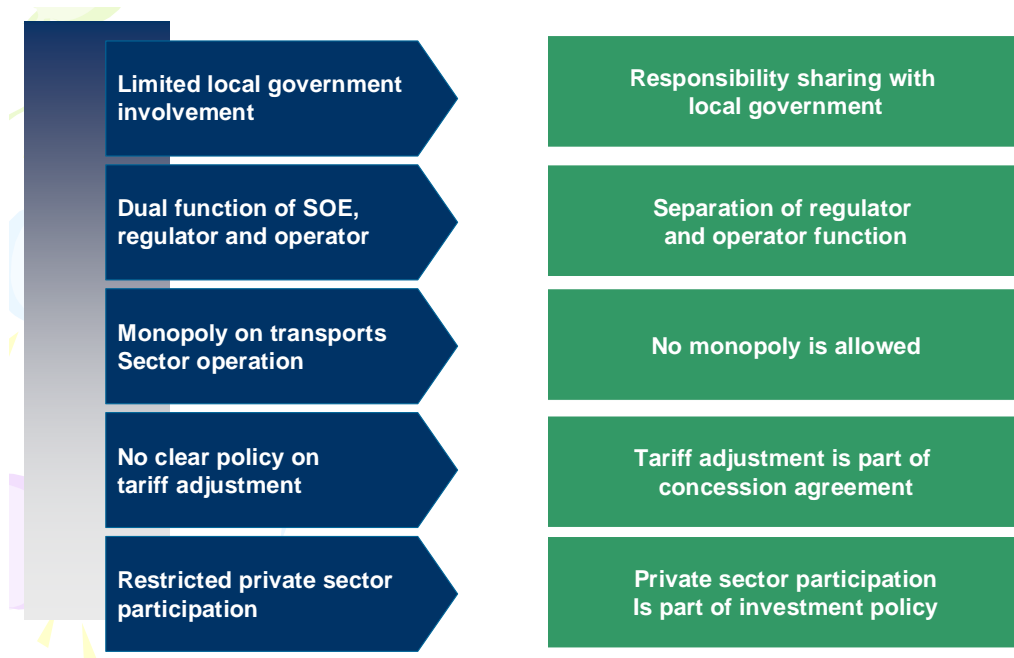 Limited local government
involvement
Responsibility sharing with
local government
Dual function of SOE,
regulator and operator
Separation of regulator
and operator function
Monopoly on transports
Sector operation
No monopoly is allowed
No clear policy on
tariff adjustment
Tariff adjustment is part of
concession agreement
Restricted private sector
participation
Private sector participation
Is part of investment policy